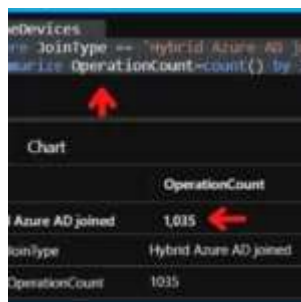 eDevices
re JoinType == "Hybrid Azure AD j
marize OperationCount=count() by
Chart
OperationCount
Azure AD joined 1,035
JoinType Hybrid Azure AD joined
OperationCount 1035